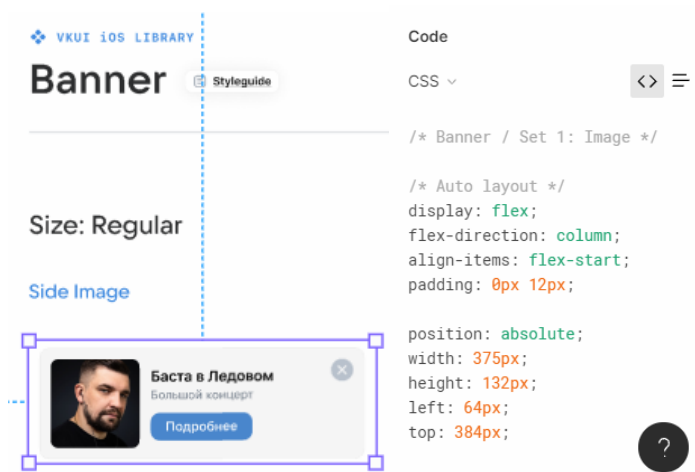 VKUI iOS LIBRARY
Banner
Styleguide
Size: Regular
Side Image
Баста в Ледовом
Большой концерт
Подробнее
Code
CSS
/* Banner / Set 1: Image */
/* Auto layout */
display: flex;
flex-direction: column;
align-items: flex-start;
padding: 0px 12px;
position: absolute;
width: 375px;
height: 132px;
left: 64px;
top: 384px;
?